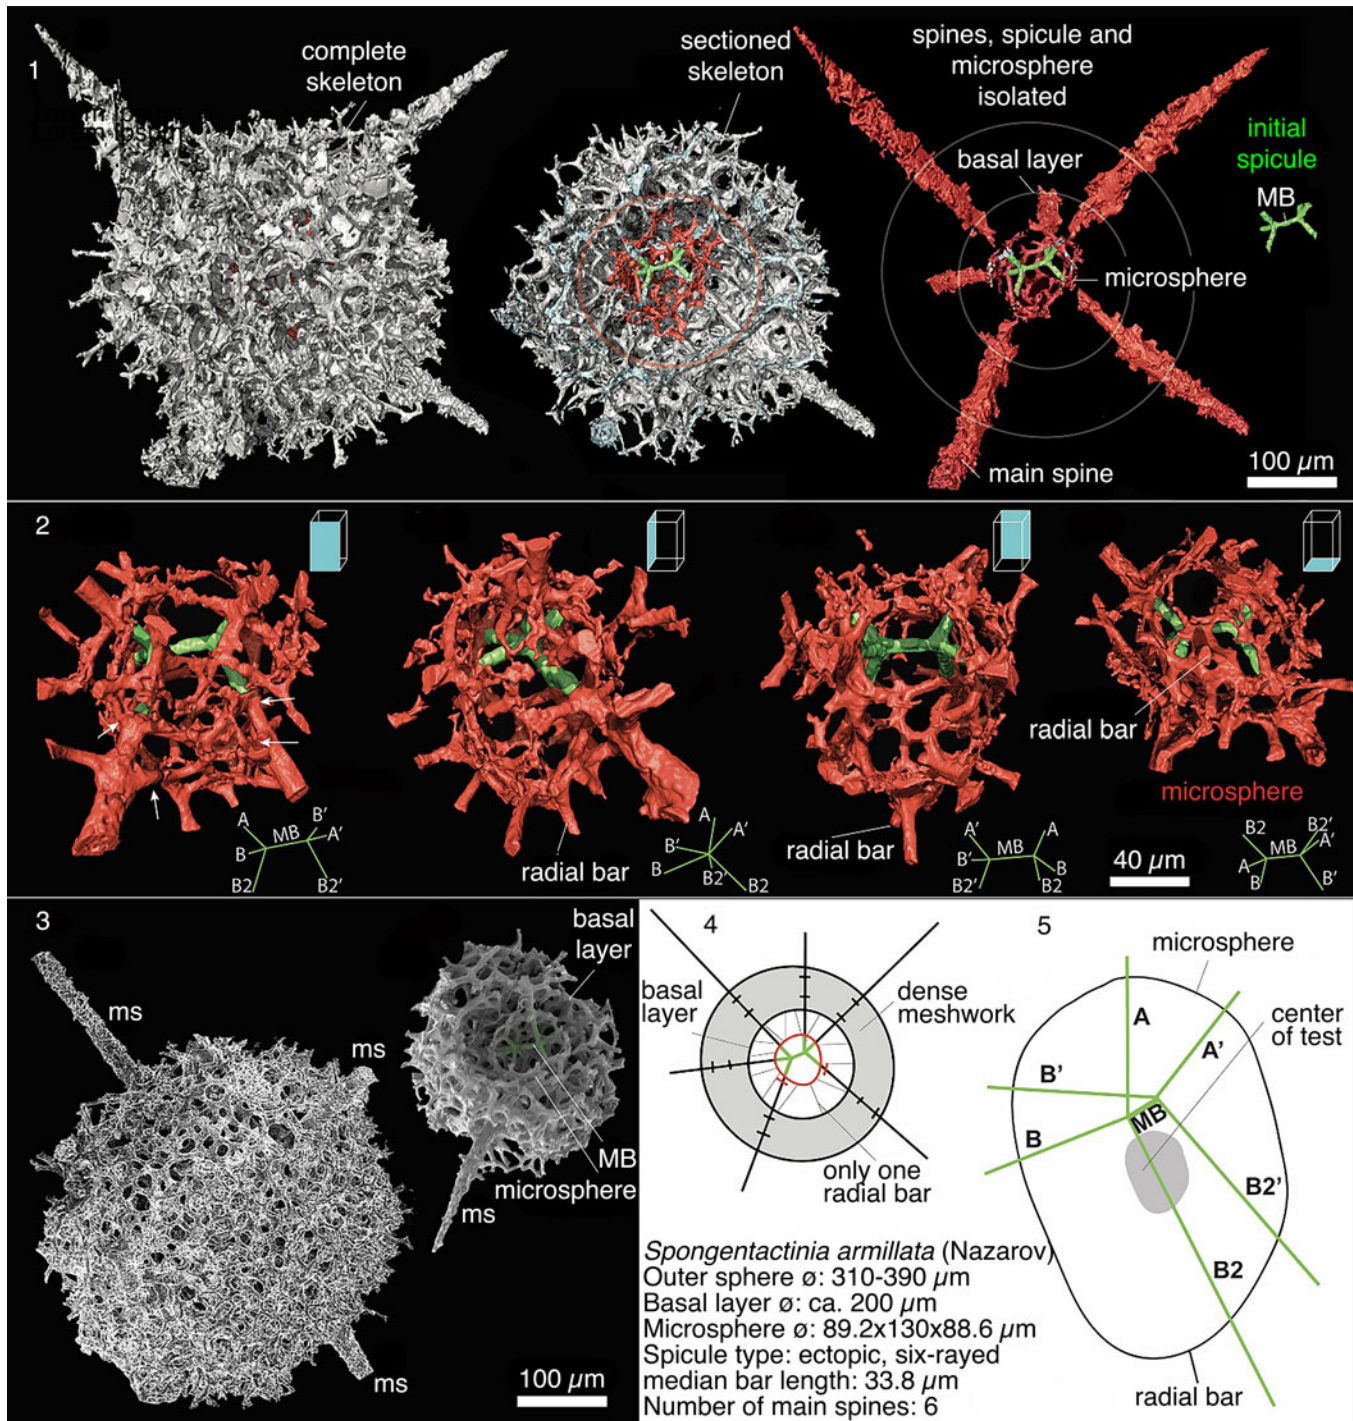 1
complete
skeleton
Lorem Ipsum
sectioned
skeleton
spines, spicule and
microsphere
isolated
basal layer
initial
spicule
MB
microsphere
main spine
100 µm
2
A
MB
B'
A'
B
B2
B2'
radial bar
A
A'
B'
B
B2'
B2
radial bar
A'
A
B'
B
B2'
B2
radial bar
microsphere
40 µm
B2
MB
B2'
A'
A
B
B'
3
ms
ms
ms
basal
layer
MB
microsphere
ms
100 µm
4
basal
layer
dense
meshwork
only one
radial bar
5
microsphere
center
of test
A
A'
B'
B
MB
B2'
B2
radial bar
Spongentactinia armillata (Nazarov)
Outer sphere ø: 310-390 µm
Basal layer ø: ca. 200 µm
Microsphere ø: 89.2x130x88.6 µm
Spicule type: ectopic, six-rayed
median bar length: 33.8 µm
Number of main spines: 6